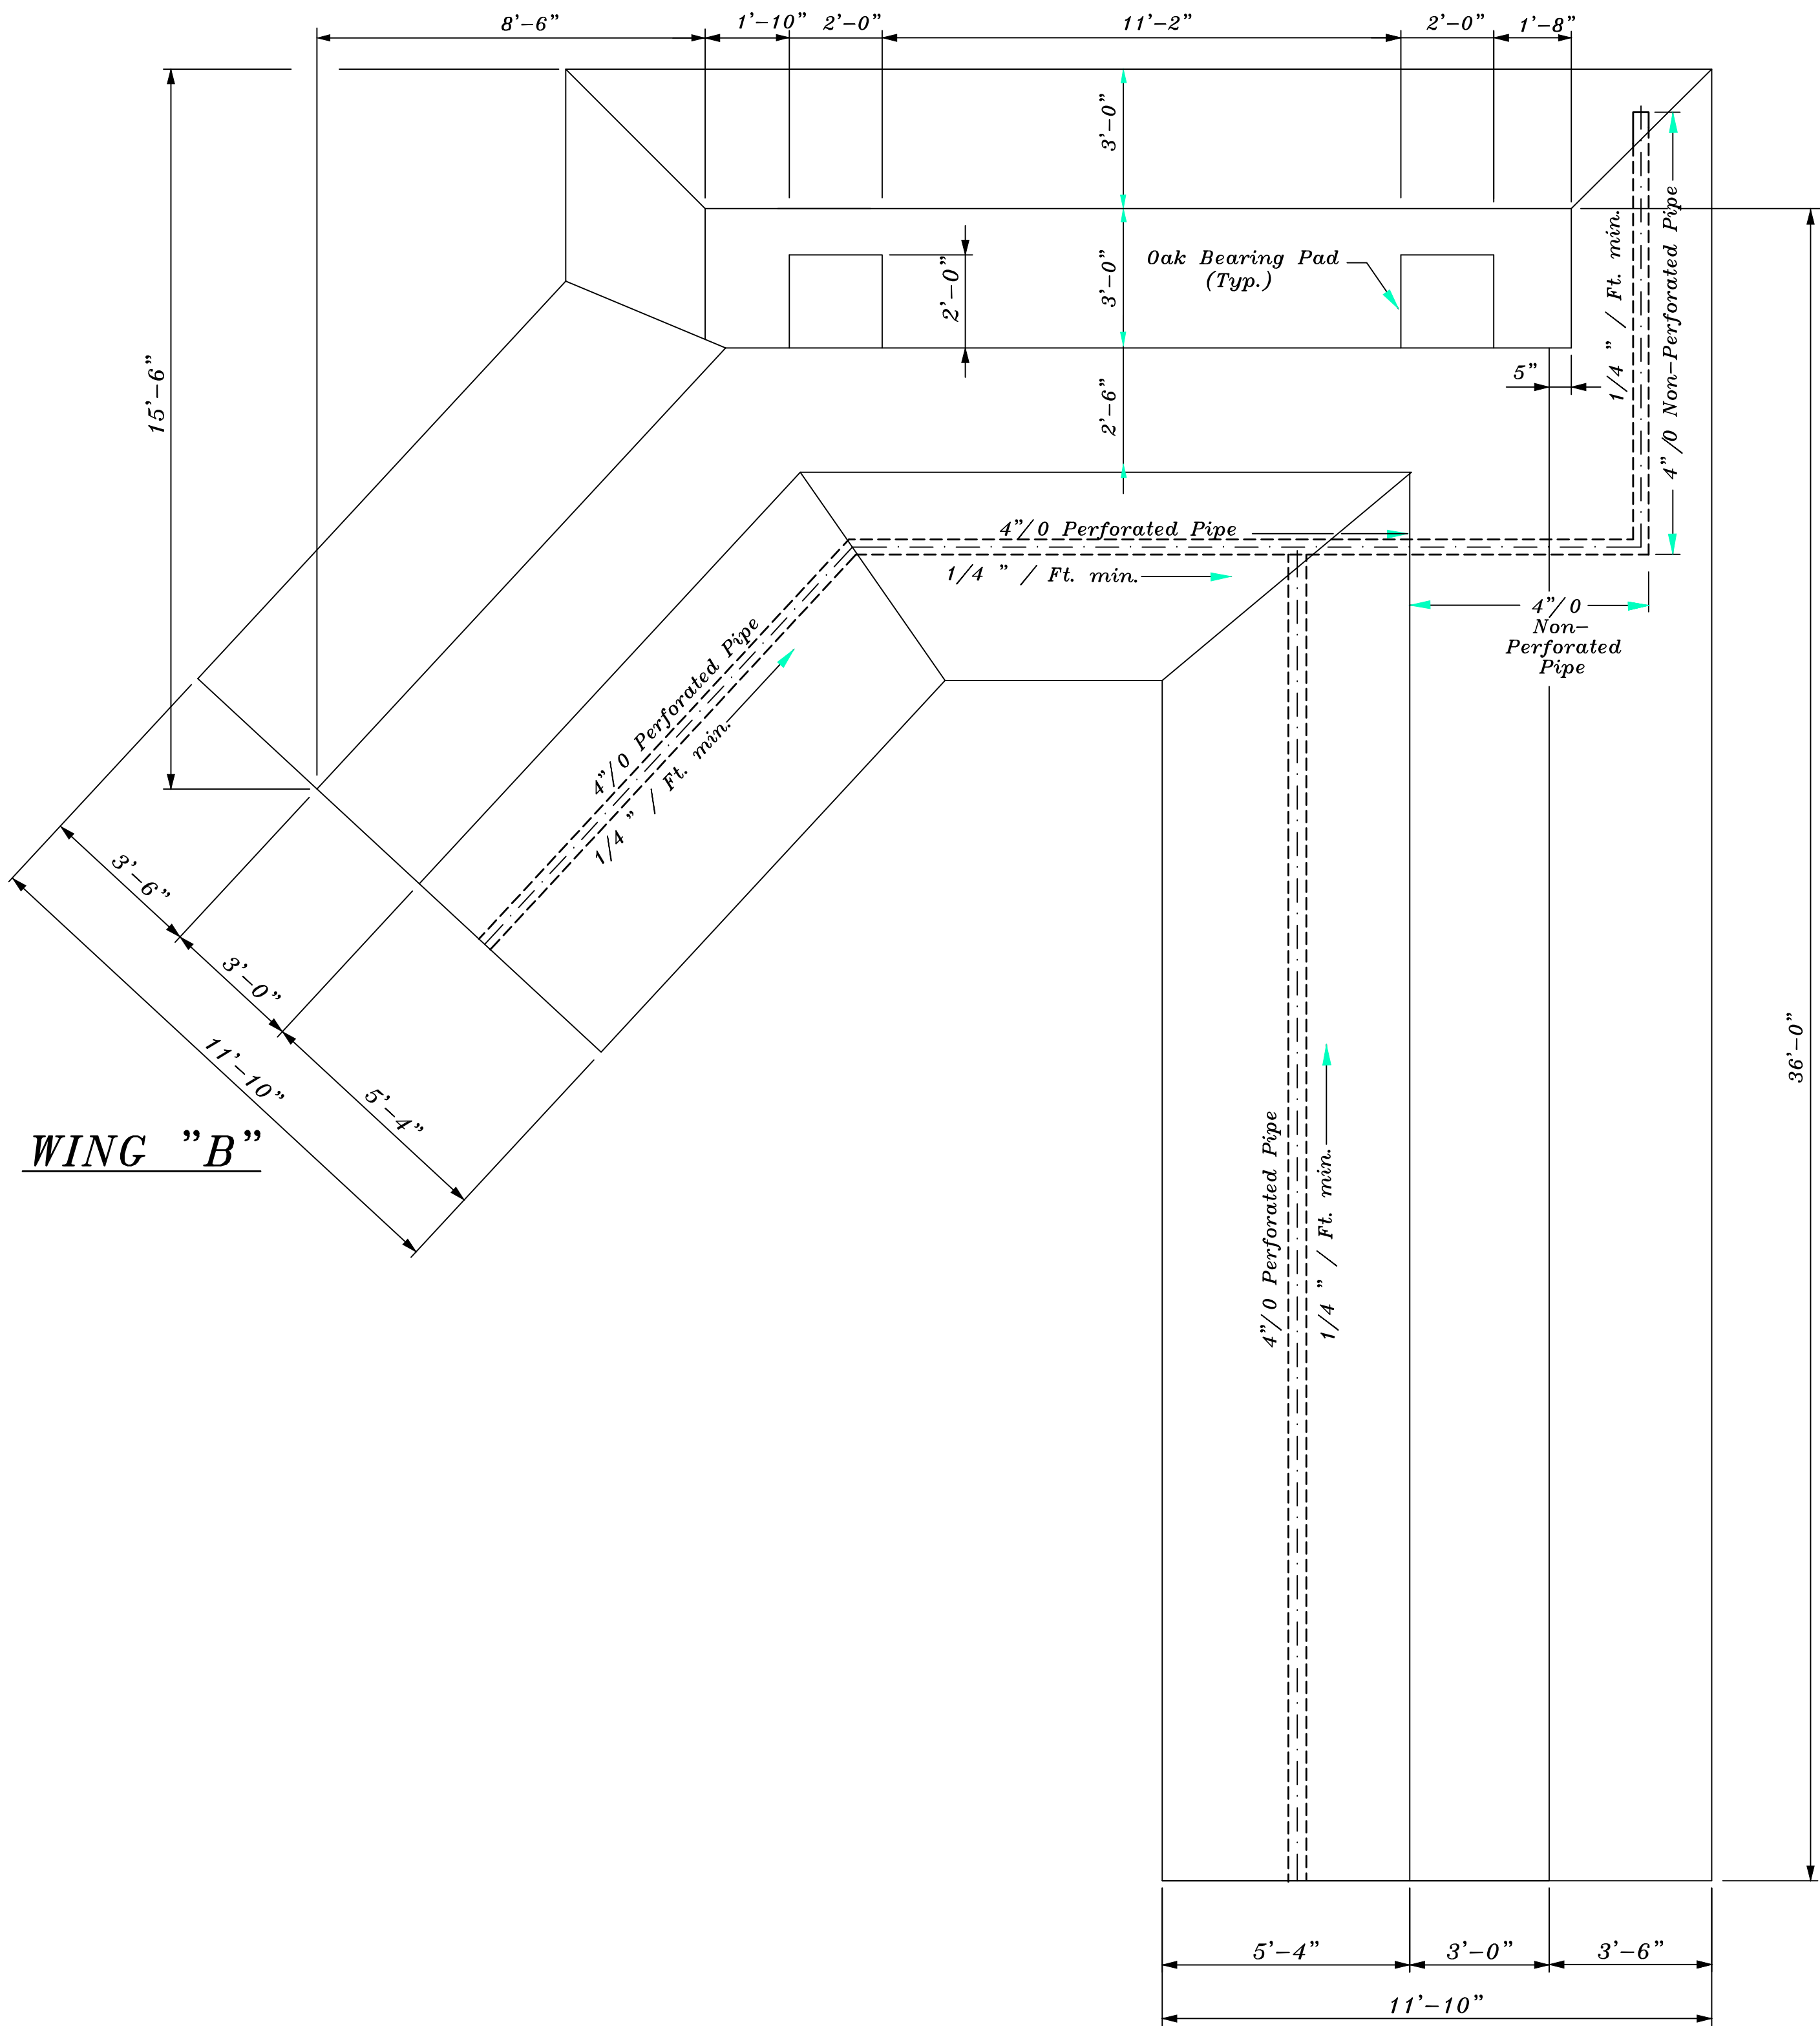 8'-6"
1'-10"
2'-0"
11'-2"
2'-0"
1'-8"
3'-0"
15'-6"
2'-0"
3'-0"
Oak Bearing Pad
(Typ.)
1/4 " / Ft. min.
4"/0 Non-Perforated Pipe
5"
2'-6"
4"/0 Perforated Pipe
1/4 " / Ft. min.
4"/0
Non-
Perforated
Pipe
4"/0 Perforated Pipe
1/4 " / Ft. min.
3'-6"
3'-0"
5'-4"
11'-10"
WING "B"
36'-0"
4"/0 Perforated Pipe
1/4 " / Ft. min.
5'-4"
3'-0"
3'-6"
11'-10"